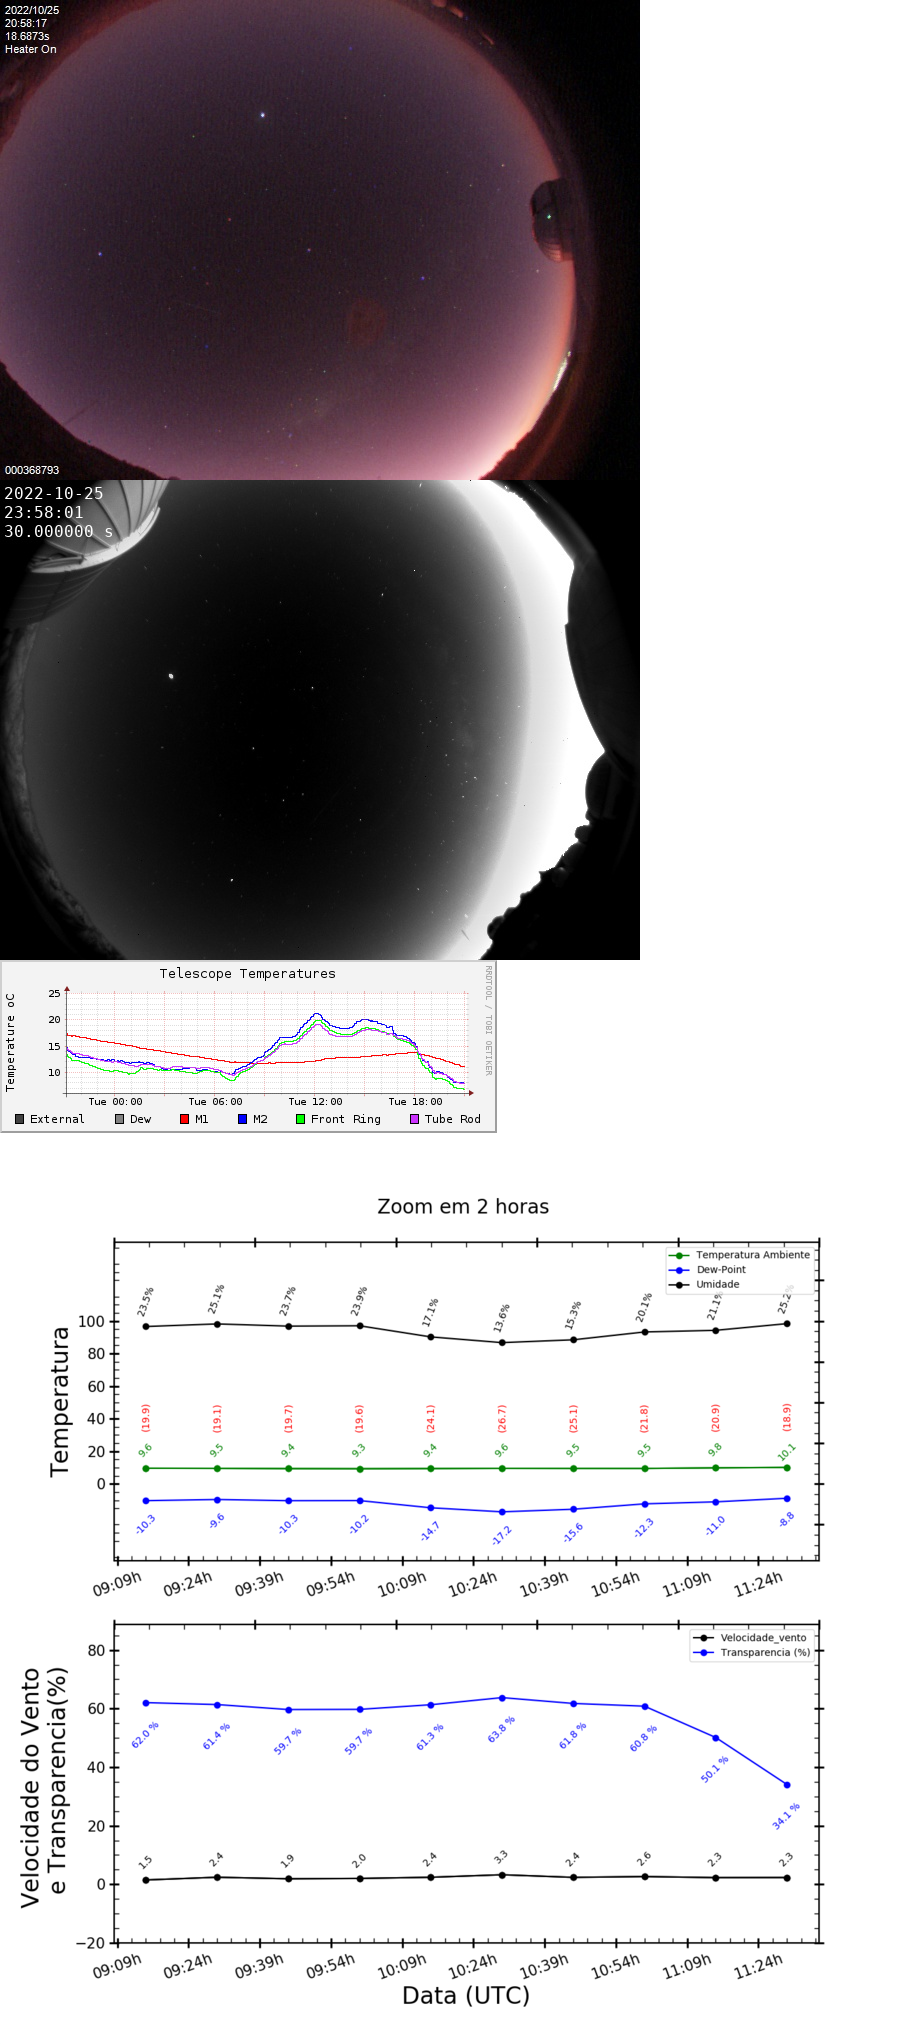 2022/10/25
20:58:17
18.6873s
Heater On
000368793
2022-10-25
23:58:01
30.000000 s
Telescope Temperatures
RRDTOOL / TOBI OETIKER
Temperature oC
25
20
15
10
Tue 00:00 Tue 06:00 Tue 12:00 Tue 18:00
External Dew M1 M2 Front Ring Tube Rod
Zoom em 2 horas
Temperatura Ambiente
Dew-Point
Umidade
23.5% 25.1% 23.7% 23.9% 17.1% 13.6% 15.3% 20.1% 21.1% 25.2%
Temperatura
100
80
60
40
20
0
(19.9) (19.1) (19.7) (19.6) (24.1) (26.7) (25.1) (21.8) (20.9) (18.9)
9.6 9.5 9.4 9.3 9.4 9.6 9.5 9.5 9.8 10.1
-10.3 -9.6 -10.3 -10.2 -14.7 -17.2 -15.6 -12.3 -11.0 -8.8
09:09h 09:24h 09:39h 09:54h 10:09h 10:24h 10:39h 10:54h 11:09h 11:24h
Velocidade_vento
Transparencia (%)
Velocidade do Vento
e Transparencia(%)
80
60
40
20
0
−20
62.0 % 61.4 % 59.7 % 59.7 % 61.3 % 63.8 % 61.8 % 60.8 % 50.1 % 34.1 %
1.5 2.4 1.9 2.0 2.4 3.3 2.4 2.6 2.3 2.3
09:09h 09:24h 09:39h 09:54h 10:09h 10:24h 10:39h 10:54h 11:09h 11:24h
Data (UTC)